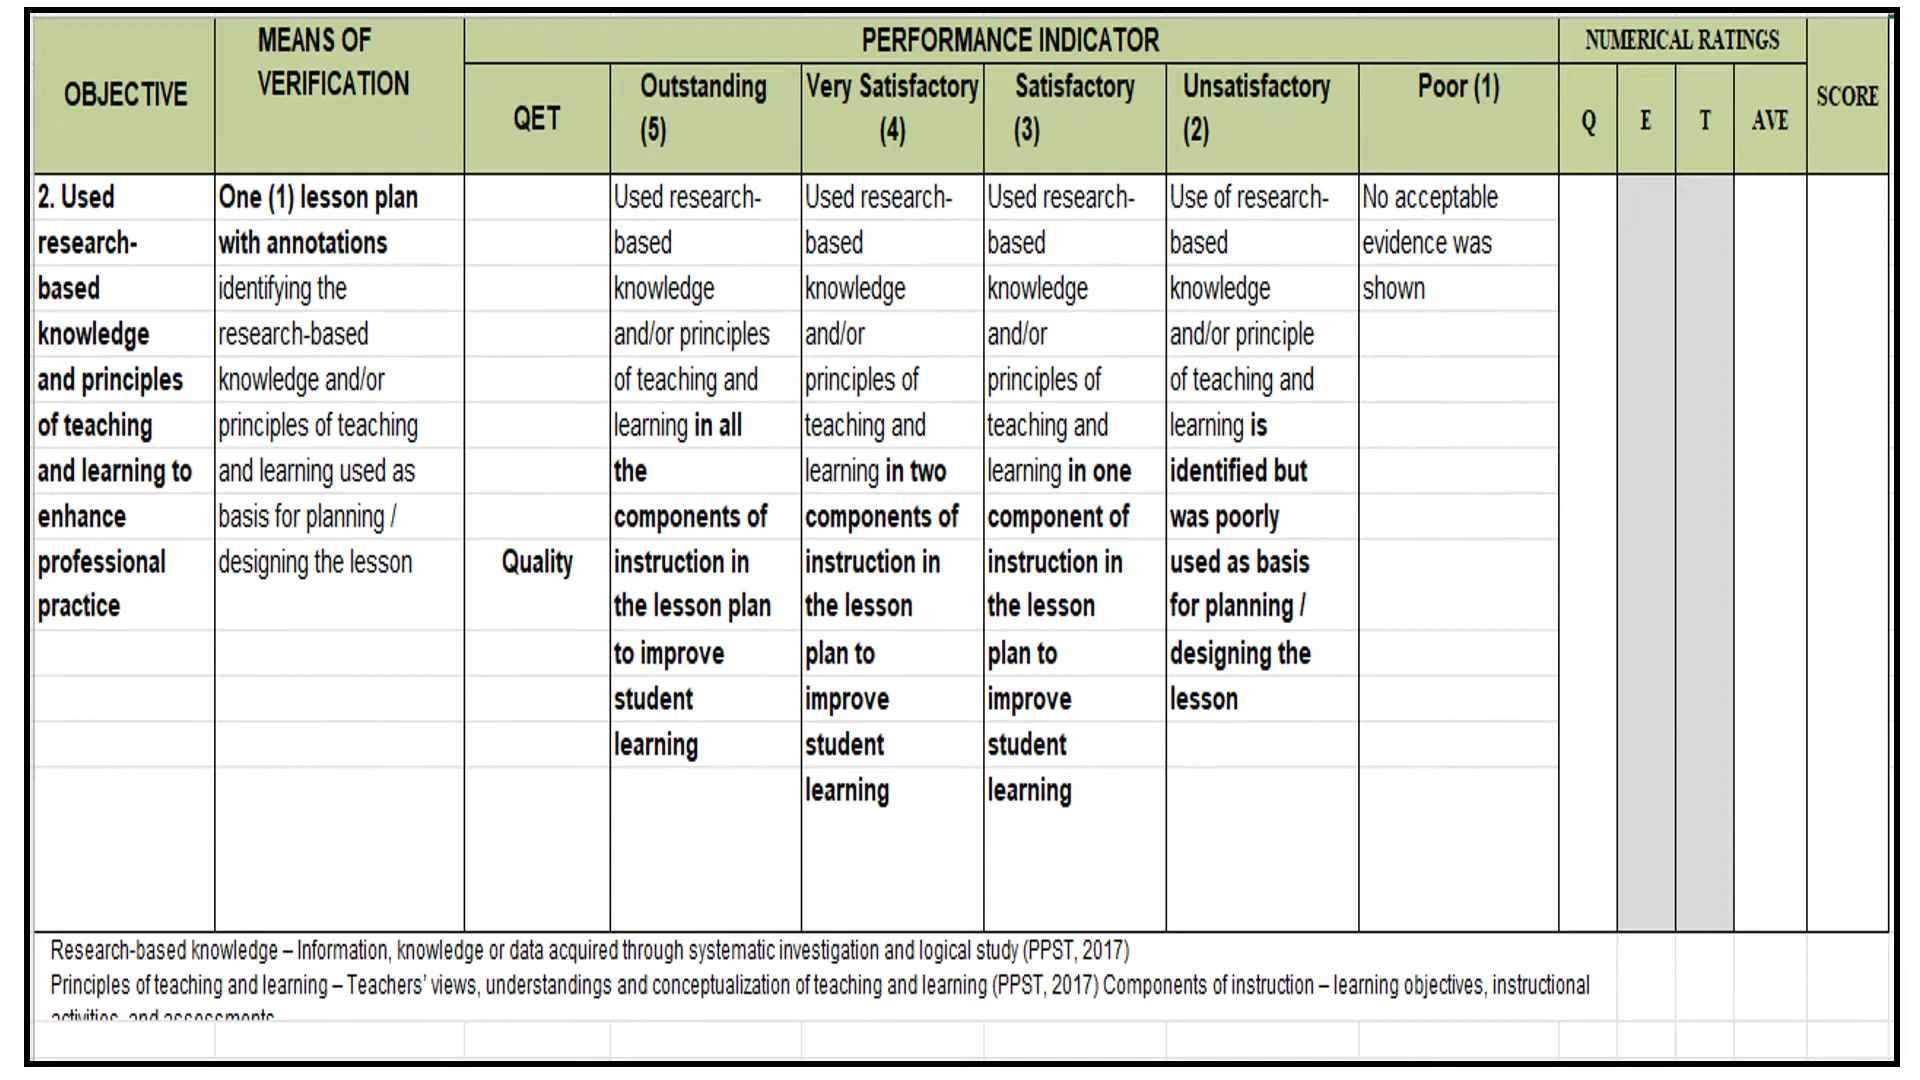 OBJECTIVE
MEANS OF
VERIFICATION
PERFORMANCE INDICATOR
NUMERICAL RATINGS
SCORE
QET
Outstanding
(5)
Very Satisfactory
(4)
Satisfactory
(3)
Unsatisfactory
(2)
Poor (1)
Q
E
T
AVE
2. Used
research-
based
knowledge
and principles
of teaching
and learning to
enhance
professional
practice
One (1) lesson plan
with annotations
identifying the
research-based
knowledge and/or
principles of teaching
and learning used as
basis for planning /
designing the lesson
Quality
Used research-
based
knowledge
and/or principles
of teaching and
learning in all
the
components of
instruction in
the lesson plan
to improve
student
learning
Used research-
based
knowledge
and/or
principles of
teaching and
learning in two
components of
instruction in
the lesson
plan to
improve
student
learning
Used research-
based
knowledge
and/or
principles of
teaching and
learning in one
component of
instruction in
the lesson
plan to
improve
student
learning
Use of research-
based
knowledge
and/or principle
of teaching and
learning is
identified but
was poorly
used as basis
for planning /
designing the
lesson
No acceptable
evidence was
shown
Research-based knowledge – Information, knowledge or data acquired through systematic investigation and logical study (PPST, 2017)
Principles of teaching and learning – Teachers' views, understandings and conceptualization of teaching and learning (PPST, 2017) Components of instruction – learning objectives, instructional
activities, and assessments